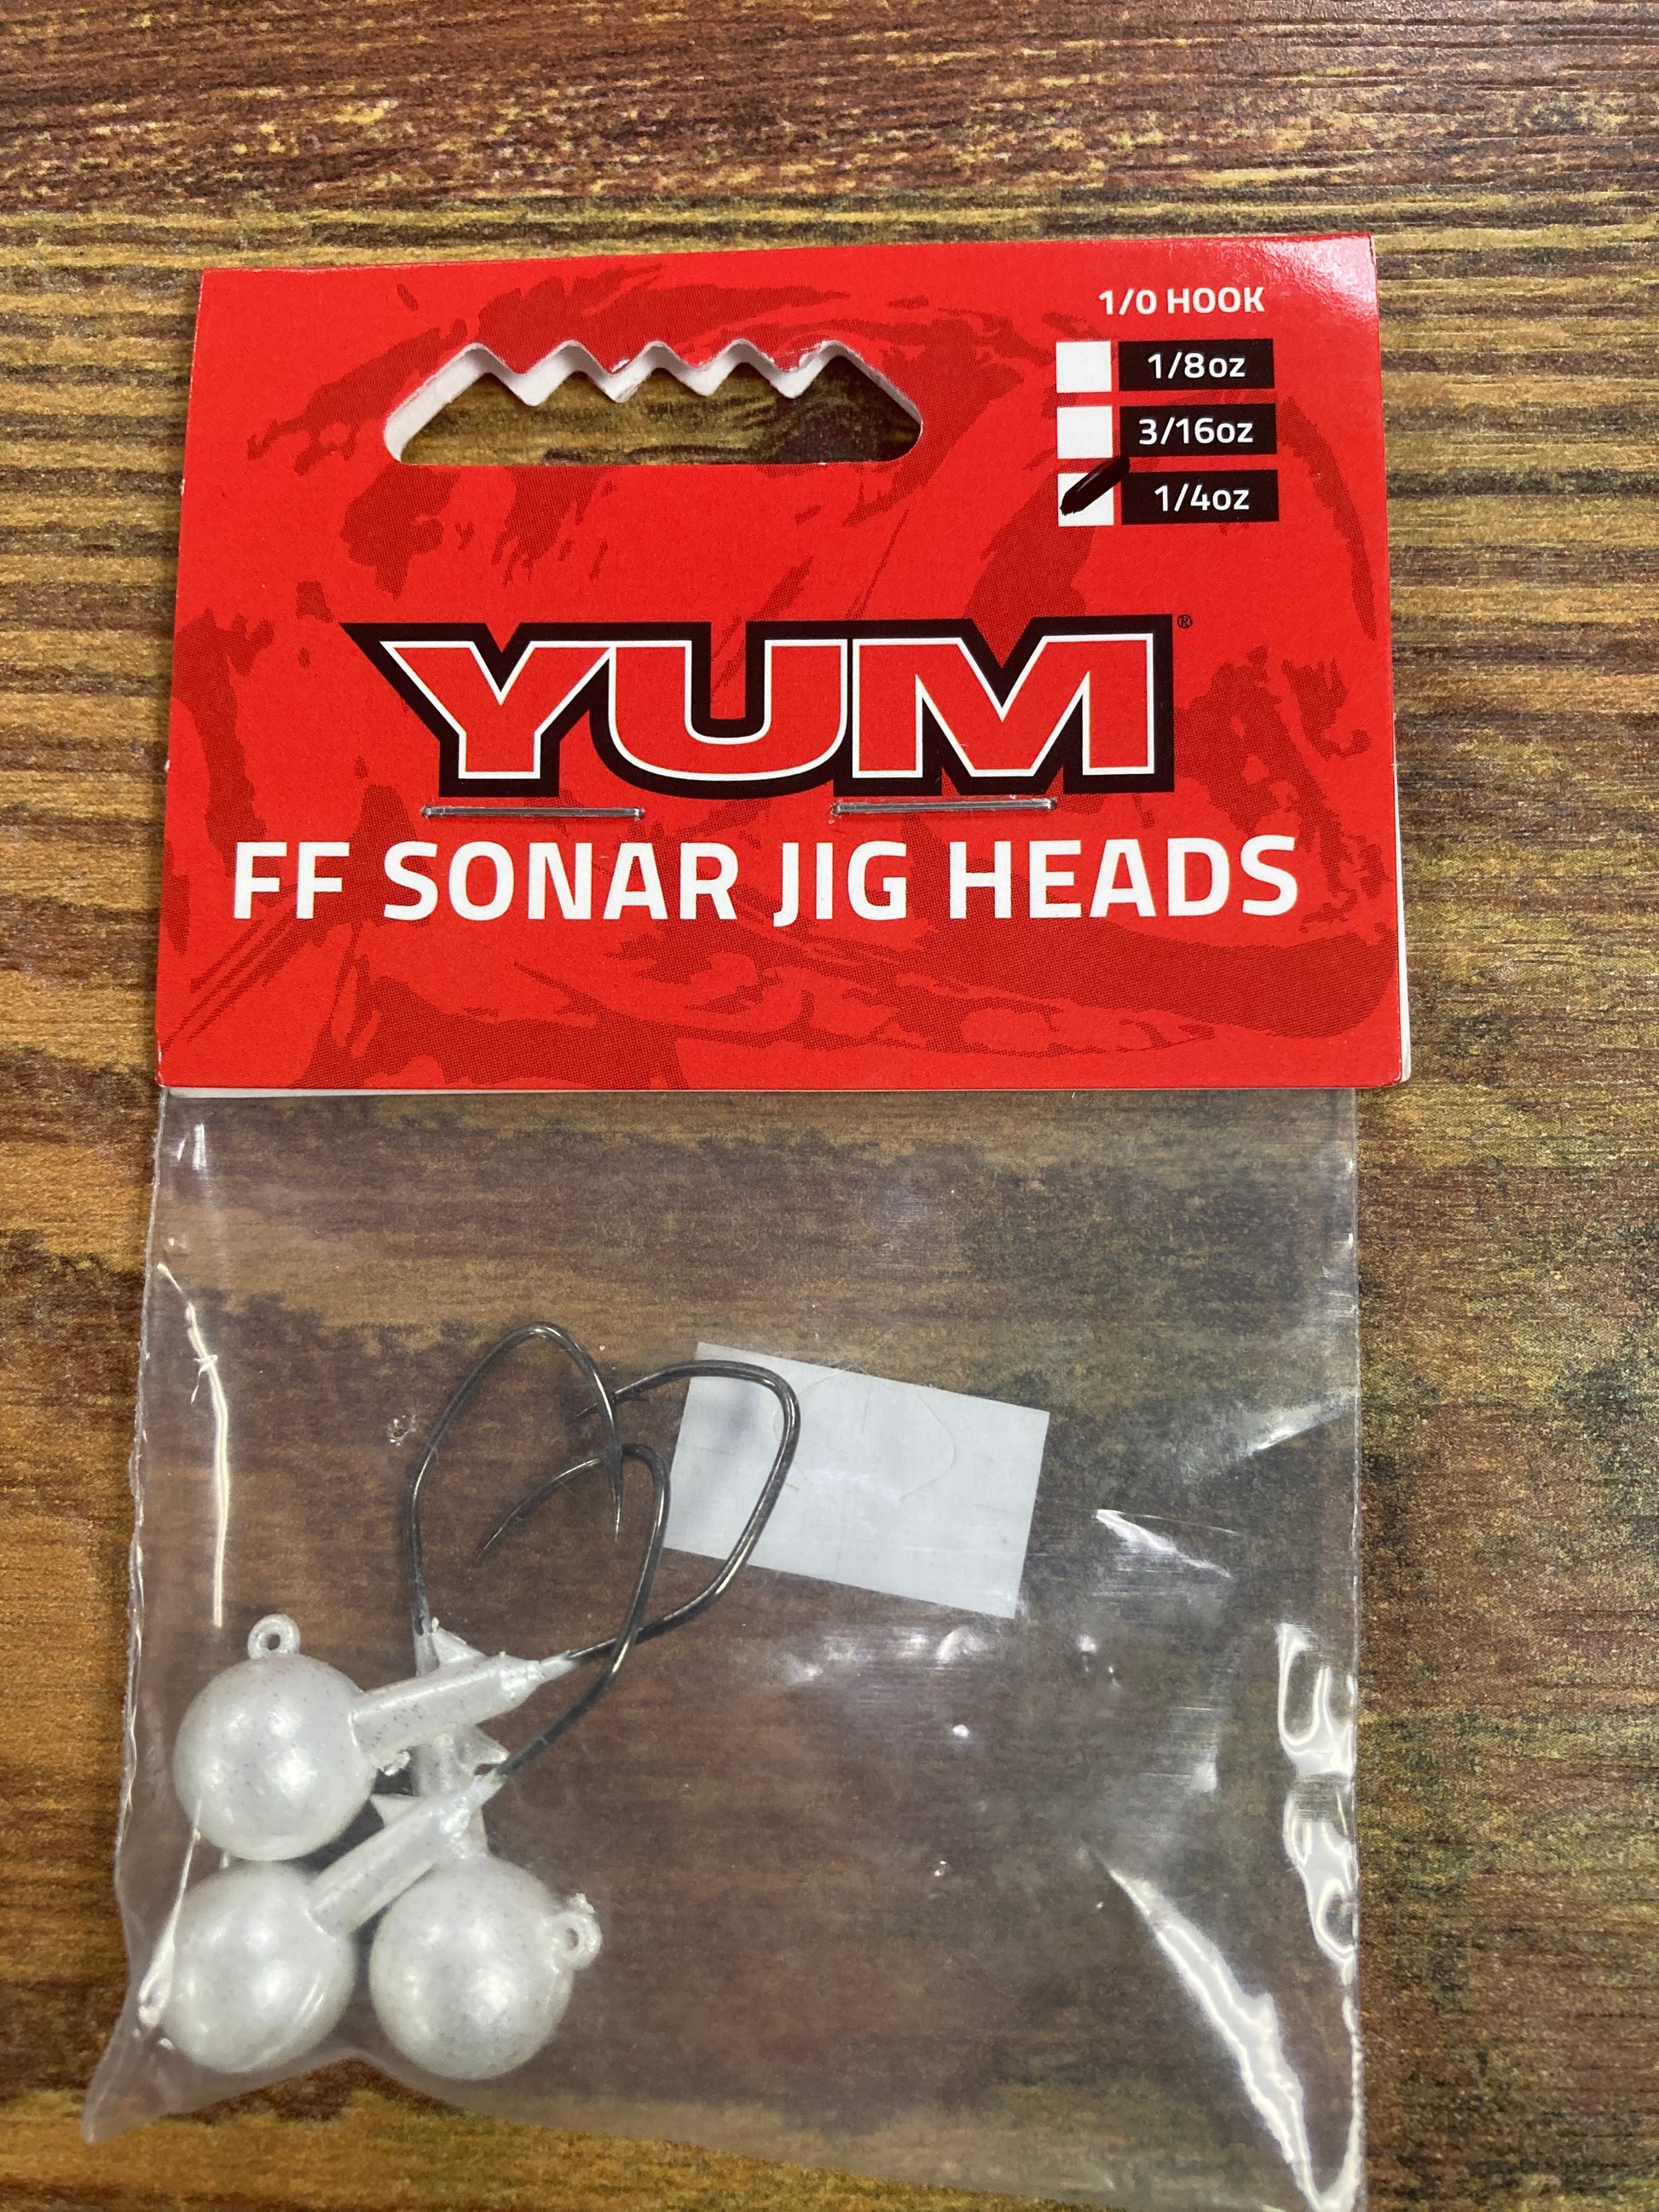 1/0 HOOK
1/8oz
3/16oz
1/4oz
YUM®
FF SONAR JIG HEADS